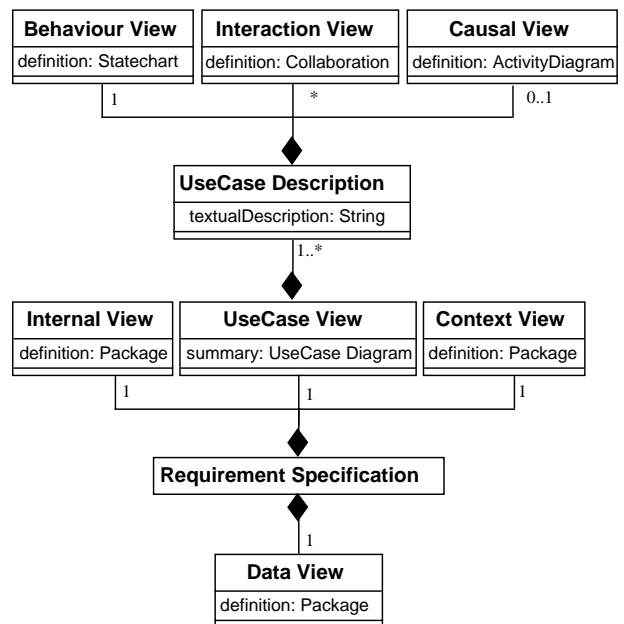 Behaviour View
definition: Statechart
Interaction View
definition: Collaboration
Causal View
definition: ActivityDiagram
1
*
0..1
UseCase Description
textualDescription: String
1..*
Internal View
definition: Package
UseCase View
summary: UseCase Diagram
Context View
definition: Package
1
1
1
Requirement Specification
1
Data View
definition: Package